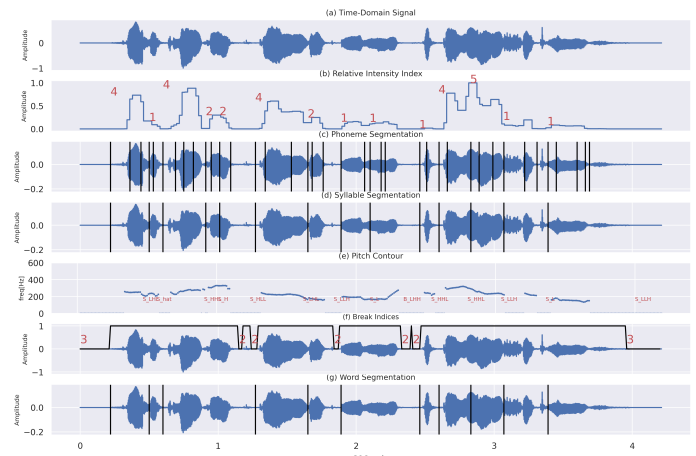 (a) Time-Domain Signal
Amplitude
0
−1
(b) Relative Intensity Index
Amplitude
1.0
0.5
0.0
4 1 4 2 2 4 2 1 1 1 4 5 1 1
(c) Phoneme Segmentation
Amplitude
0.0
−0.2
(d) Syllable Segmentation
Amplitude
0.0
−0.2
(e) Pitch Contour
freq[Hz]
600
400
200
0
S_HLL S_LLH B_LHH S_HHL S_HHL S_LLH S_LLH
(f) Break Indices
Amplitude
1
0
−1
3 2 2 2 2 2 3
(g) Word Segmentation
Amplitude
0.0
−0.2
0 1 2 3 4